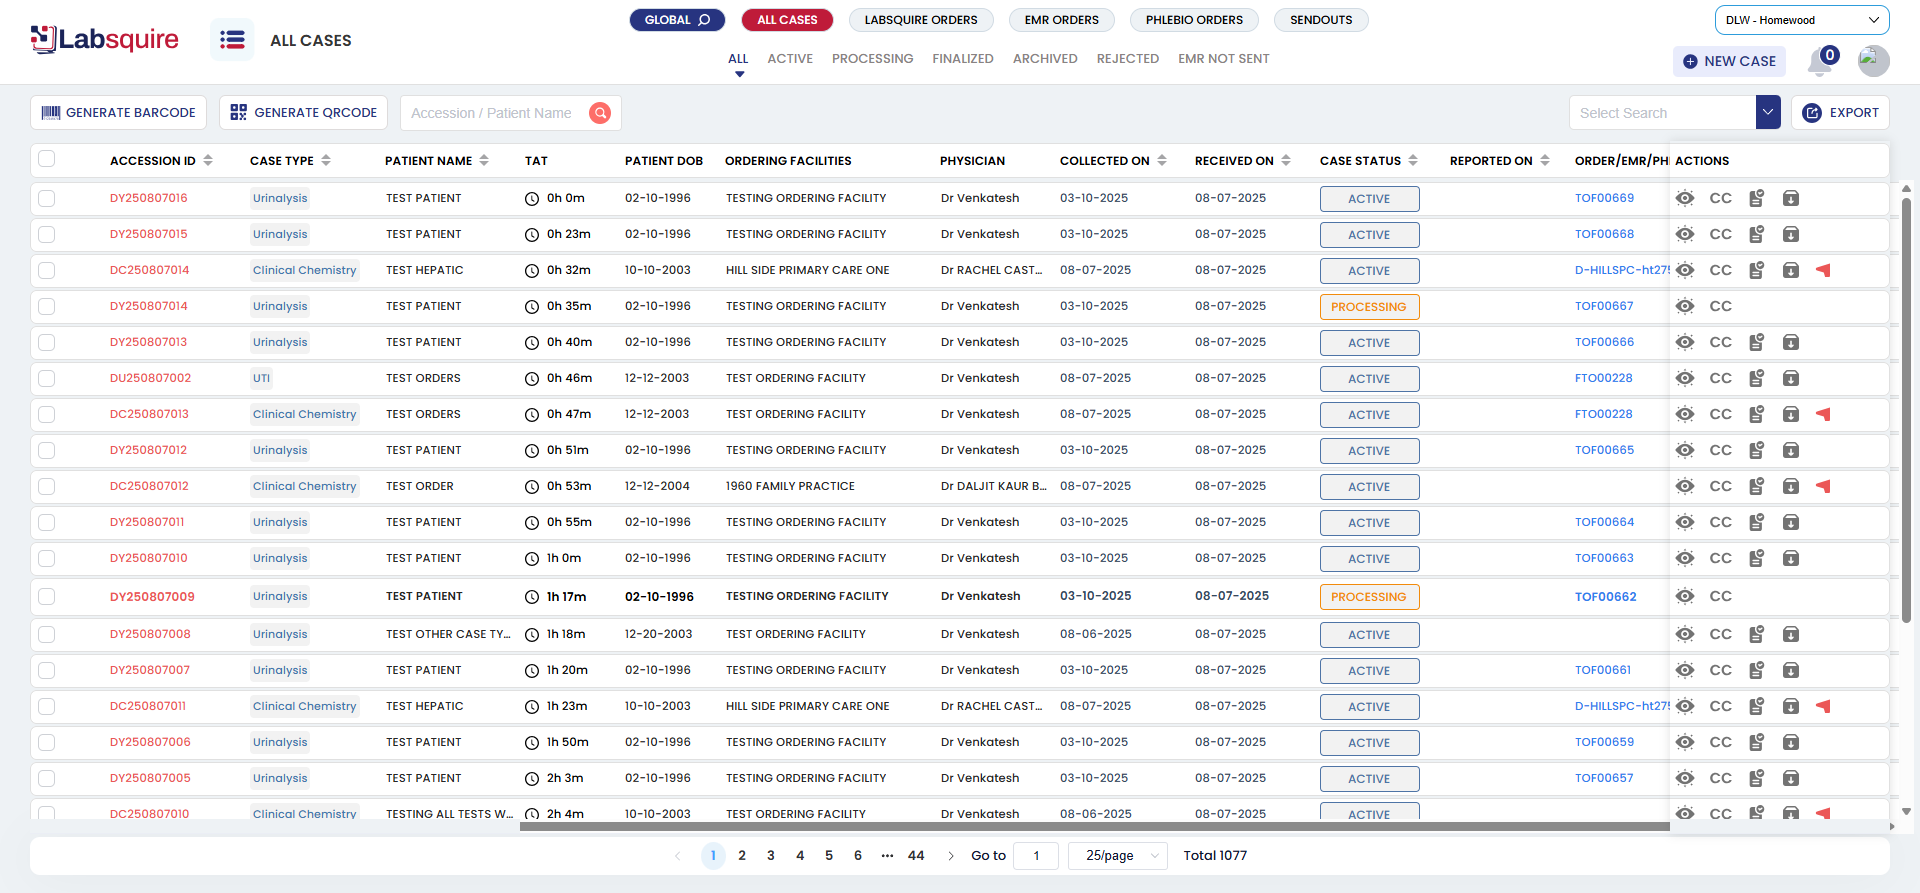 Labsquire
ALL CASES
GLOBAL ALL CASES LABSQUIRE ORDERS EMR ORDERS PHLEBIO ORDERS SENDOUTS
ALL ACTIVE PROCESSING FINALIZED ARCHIVED REJECTED EMR NOT SENT
DLW - Homewood
NEW CASE 0
GENERATE BARCODE GENERATE QRCODE Accession / Patient Name Select Search EXPORT
ACCESSION ID CASE TYPE PATIENT NAME TAT PATIENT DOB ORDERING FACILITIES PHYSICIAN COLLECTED ON RECEIVED ON CASE STATUS REPORTED ON ORDER/EMR/PH ACTIONS
DY250807016 Urinalysis TEST PATIENT 0h 0m 02-10-1996 TESTING ORDERING FACILITY Dr Venkatesh 03-10-2025 08-07-2025 ACTIVE TOF00669 CC
DY250807015 Urinalysis TEST PATIENT 0h 23m 02-10-1996 TESTING ORDERING FACILITY Dr Venkatesh 03-10-2025 08-07-2025 ACTIVE TOF00668 CC
DC250807014 Clinical Chemistry TEST HEPATIC 0h 32m 10-10-2003 HILL SIDE PRIMARY CARE ONE Dr RACHEL CAST... 08-07-2025 08-07-2025 ACTIVE D-HILLSPC-ht275 CC
DY250807014 Urinalysis TEST PATIENT 0h 35m 02-10-1996 TESTING ORDERING FACILITY Dr Venkatesh 03-10-2025 08-07-2025 PROCESSING TOF00667 CC
DY250807013 Urinalysis TEST PATIENT 0h 40m 02-10-1996 TESTING ORDERING FACILITY Dr Venkatesh 03-10-2025 08-07-2025 ACTIVE TOF00666 CC
DU250807002 UTI TEST ORDERS 0h 46m 12-12-2003 TEST ORDERING FACILITY Dr Venkatesh 08-07-2025 08-07-2025 ACTIVE FTO00228 CC
DC250807013 Clinical Chemistry TEST ORDERS 0h 47m 12-12-2003 TEST ORDERING FACILITY Dr Venkatesh 08-07-2025 08-07-2025 ACTIVE FTO00228 CC
DY250807012 Urinalysis TEST PATIENT 0h 51m 02-10-1996 TESTING ORDERING FACILITY Dr Venkatesh 03-10-2025 08-07-2025 ACTIVE TOF00665 CC
DC250807012 Clinical Chemistry TEST ORDER 0h 53m 12-12-2004 1960 FAMILY PRACTICE Dr DALJIT KAUR B... 08-07-2025 08-07-2025 ACTIVE CC
DY250807011 Urinalysis TEST PATIENT 0h 55m 02-10-1996 TESTING ORDERING FACILITY Dr Venkatesh 03-10-2025 08-07-2025 ACTIVE TOF00664 CC
DY250807010 Urinalysis TEST PATIENT 1h 0m 02-10-1996 TESTING ORDERING FACILITY Dr Venkatesh 03-10-2025 08-07-2025 ACTIVE TOF00663 CC
DY250807009 Urinalysis TEST PATIENT 1h 17m 02-10-1996 TESTING ORDERING FACILITY Dr Venkatesh 03-10-2025 08-07-2025 PROCESSING TOF00662 CC
DY250807008 Urinalysis TEST OTHER CASE TY... 1h 18m 12-20-2003 TEST ORDERING FACILITY Dr Venkatesh 08-06-2025 08-07-2025 ACTIVE CC
DY250807007 Urinalysis TEST PATIENT 1h 20m 02-10-1996 TESTING ORDERING FACILITY Dr Venkatesh 03-10-2025 08-07-2025 ACTIVE TOF00661 CC
DC250807011 Clinical Chemistry TEST HEPATIC 1h 23m 10-10-2003 HILL SIDE PRIMARY CARE ONE Dr RACHEL CAST... 08-07-2025 08-07-2025 ACTIVE D-HILLSPC-ht275 CC
DY250807006 Urinalysis TEST PATIENT 1h 50m 02-10-1996 TESTING ORDERING FACILITY Dr Venkatesh 03-10-2025 08-07-2025 ACTIVE TOF00659 CC
DY250807005 Urinalysis TEST PATIENT 2h 3m 02-10-1996 TESTING ORDERING FACILITY Dr Venkatesh 03-10-2025 08-07-2025 ACTIVE TOF00657 CC
DC250807010 Clinical Chemistry TESTING ALL TESTS W... 2h 4m 10-10-2003 TEST ORDERING FACILITY Dr Venkatesh 08-06-2025 08-07-2025 ACTIVE CC
1 2 3 4 5 6 ••• 44 Go to 1 25/page Total 1077